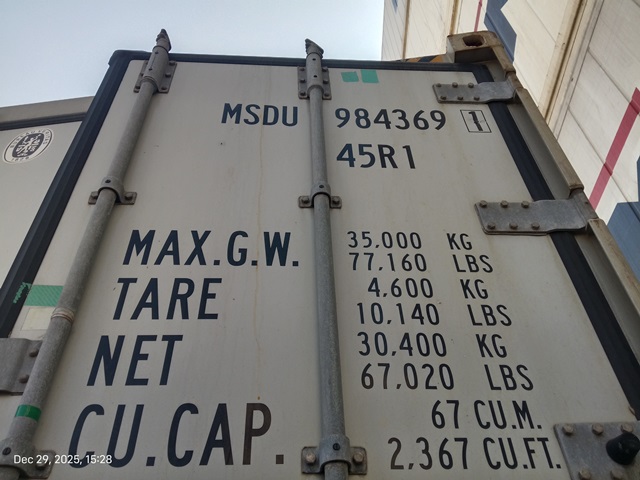 MSDU 984369 1
45R1
MAX.G.W. 35,000 KG
77,160 LBS
TARE 4,600 KG
10,140 LBS
NET 30,400 KG
67,020 LBS
CU.CAP. 67 CU.M.
2,367 CU.FT.
Dec 29, 2025, 15:28